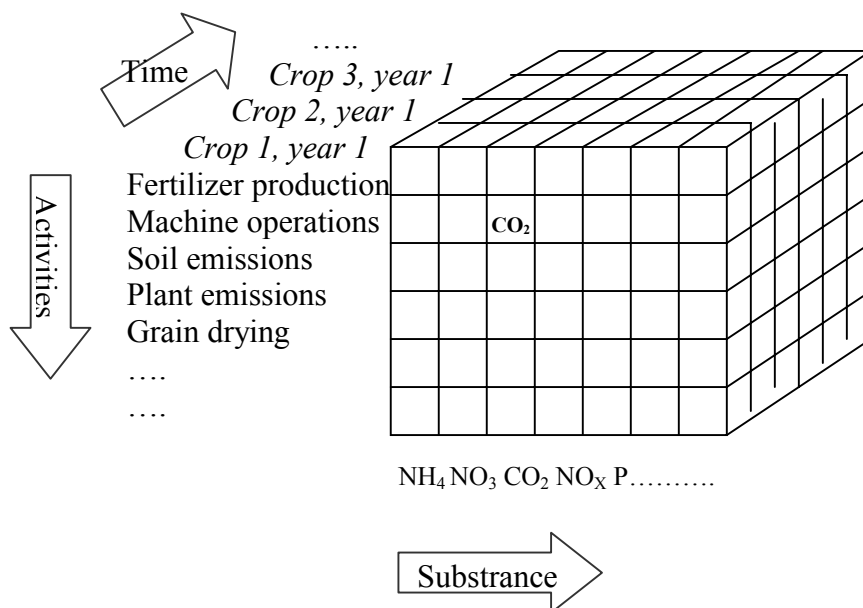 …..
Time
Crop 3, year 1
Crop 2, year 1
Crop 1, year 1
Fertilizer production
Machine operations
CO₂
Soil emissions
Plant emissions
Grain drying
….
….
Activities
NH₄ NO₃ CO₂ NOₓ P……….
Substrance